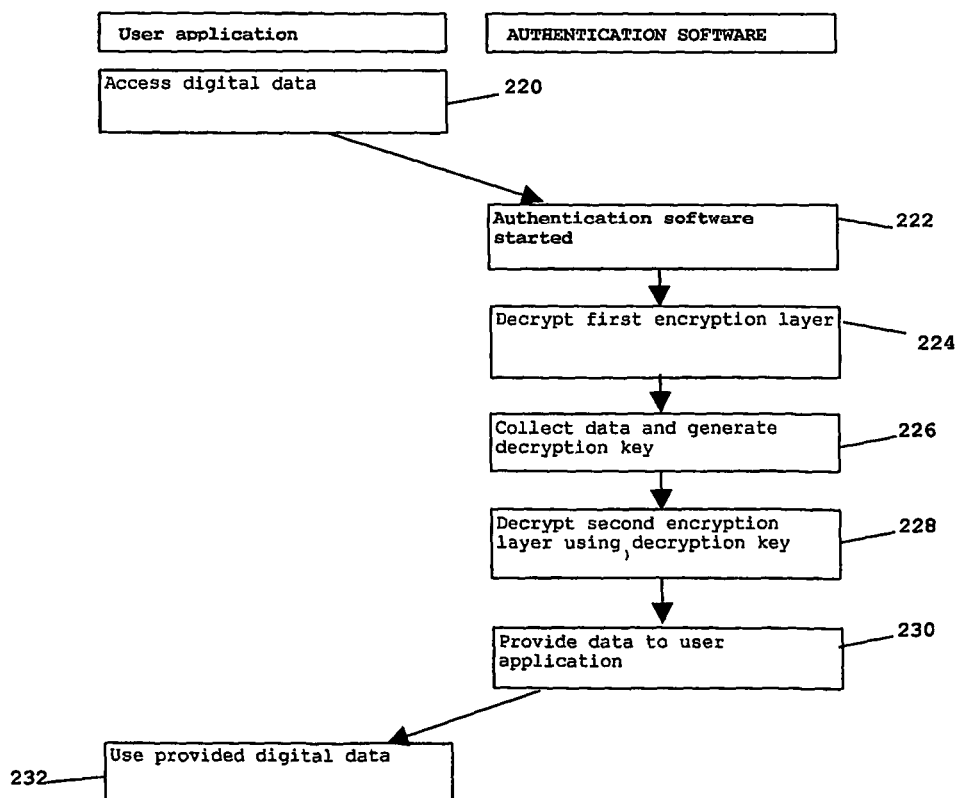 User application
AUTHENTICATION SOFTWARE
Access digital data
220
Authentication software
started
222
Decrypt first encryption layer
224
Collect data and generate
decryption key
226
Decrypt second encryption
layer using decryption key
228
Provide data to user
application
230
Use provided digital data
232